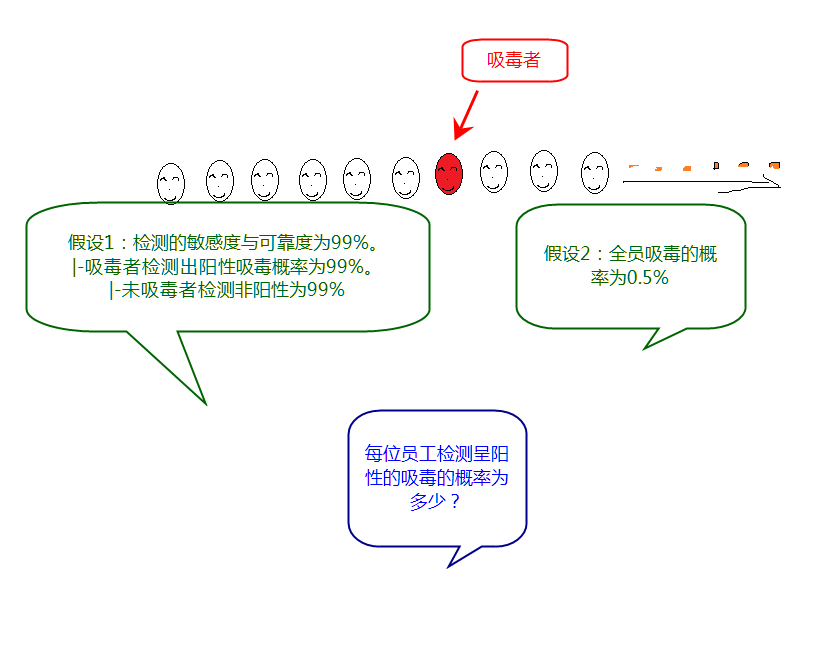 吸毒者
假设1：检测的敏感度与可靠度为99%。
|-吸毒者检测出阳性吸毒概率为99%。
|-未吸毒者检测非阳性为99%
假设2：全员吸毒的概
率为0.5%
每位员工检测呈阳
性的吸毒的概率为
多少？